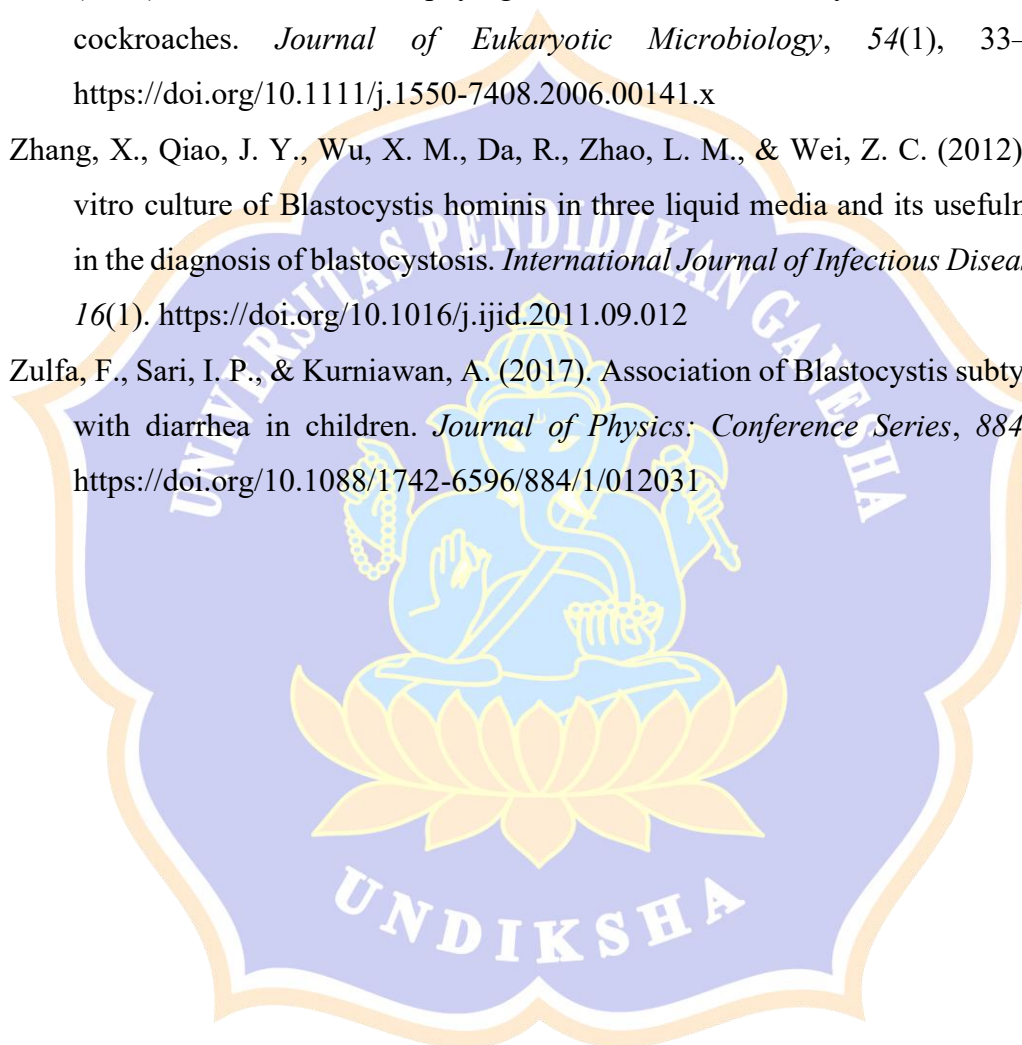 cockroaches. Journal of Eukaryotic Microbiology, 54(1), 33–
https://doi.org/10.1111/j.1550-7408.2006.00141.x
Zhang, X., Qiao, J. Y., Wu, X. M., Da, R., Zhao, L. M., & Wei, Z. C. (2012)
vitro culture of Blastocystis hominis in three liquid media and its usefuln
in the diagnosis of blastocystosis. International Journal of Infectious Disea
16(1). https://doi.org/10.1016/j.ijid.2011.09.012
Zulfa, F., Sari, I. P., & Kurniawan, A. (2017). Association of Blastocystis subty
with diarrhea in children. Journal of Physics: Conference Series, 884
https://doi.org/10.1088/1742-6596/884/1/012031
UNIVERSITAS PENDIDIKAN GANESHA
UNDIKSHA